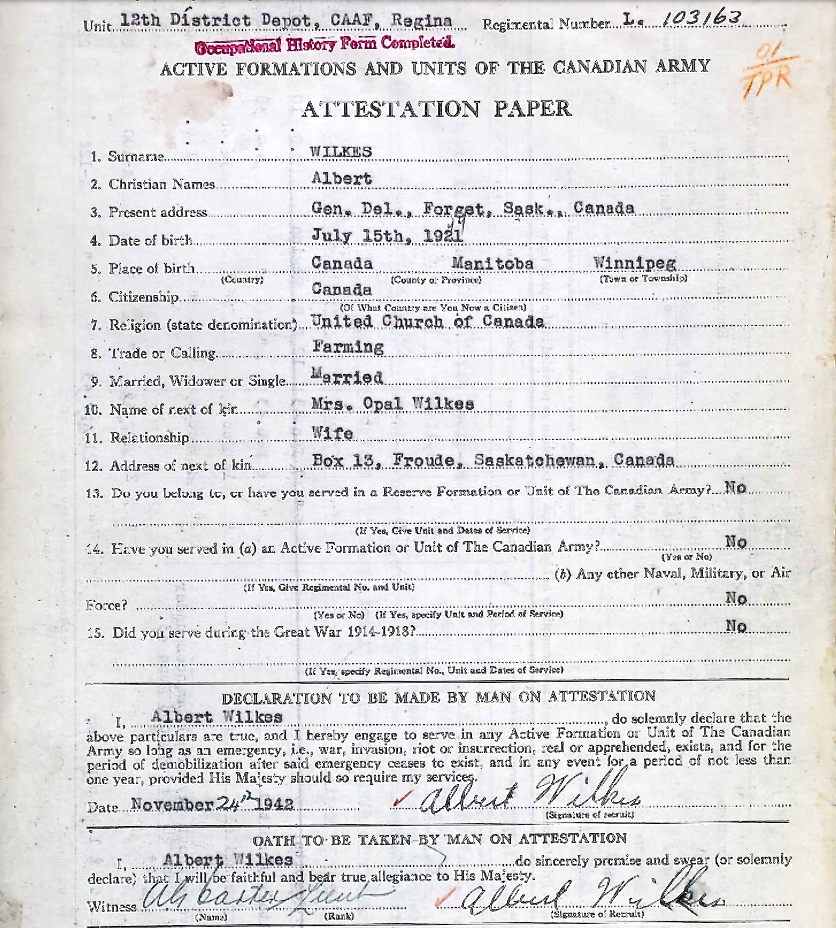 Unit 12th District Depot, CAAF, Regina Regimental Number L. 103163
Occupational History Form Completed.
01
TPR
ACTIVE FORMATIONS AND UNITS OF THE CANADIAN ARMY
ATTESTATION PAPER
1. Surname WILKES
2. Christian Names Albert
3. Present address Gen. Del., Forget, Sask., Canada
4. Date of birth July 15th, 1921
5. Place of birth Canada Manitoba Winnipeg
(Country) (County or Province) (Town or Township)
6. Citizenship Canada
(Of What Country are You Now a Citizen)
7. Religion (state denomination) United Church of Canada
8. Trade or Calling Farming
9. Married, Widower or Single Married
10. Name of next of kin Mrs. Opal Wilkes
11. Relationship Wife
12. Address of next of kin Box 13, Froude, Saskatchewan, Canada
13. Do you belong to, or have you served in a Reserve Formation or Unit of The Canadian Army? No
(If Yes, Give Unit and Dates of Service)
14. Have you served in (a) an Active Formation or Unit of The Canadian Army? No
(Yes or No)
(b) Any other Naval, Military, or Air
(If Yes, Give Regimental No. and Unit)
Force? No
(Yes or No) (If Yes, specify Unit and Period of Service)
15. Did you serve during the Great War 1914-1918? No
(If Yes, specify Regimental No., Unit and Dates of Service)
DECLARATION TO BE MADE BY MAN ON ATTESTATION
I, Albert Wilkes, do solemnly declare that the
above particulars are true, and I hereby engage to serve in any Active Formation or Unit of The Canadian
Army so long as an emergency, i.e., war, invasion, riot or insurrection, real or apprehended, exists, and for the
period of demobilization after said emergency ceases to exist, and in any event for a period of not less than
one year, provided His Majesty should so require my services.
Date November 24th 1942 Albert Wilkes
(Signature of recruit)
OATH TO BE TAKEN BY MAN ON ATTESTATION
I, Albert Wilkes do sincerely promise and swear (or solemnly
declare) that I will be faithful and bear true allegiance to His Majesty.
Witness Carter Lieut Albert Wilkes
(Name) (Rank) (Signature of Recruit)